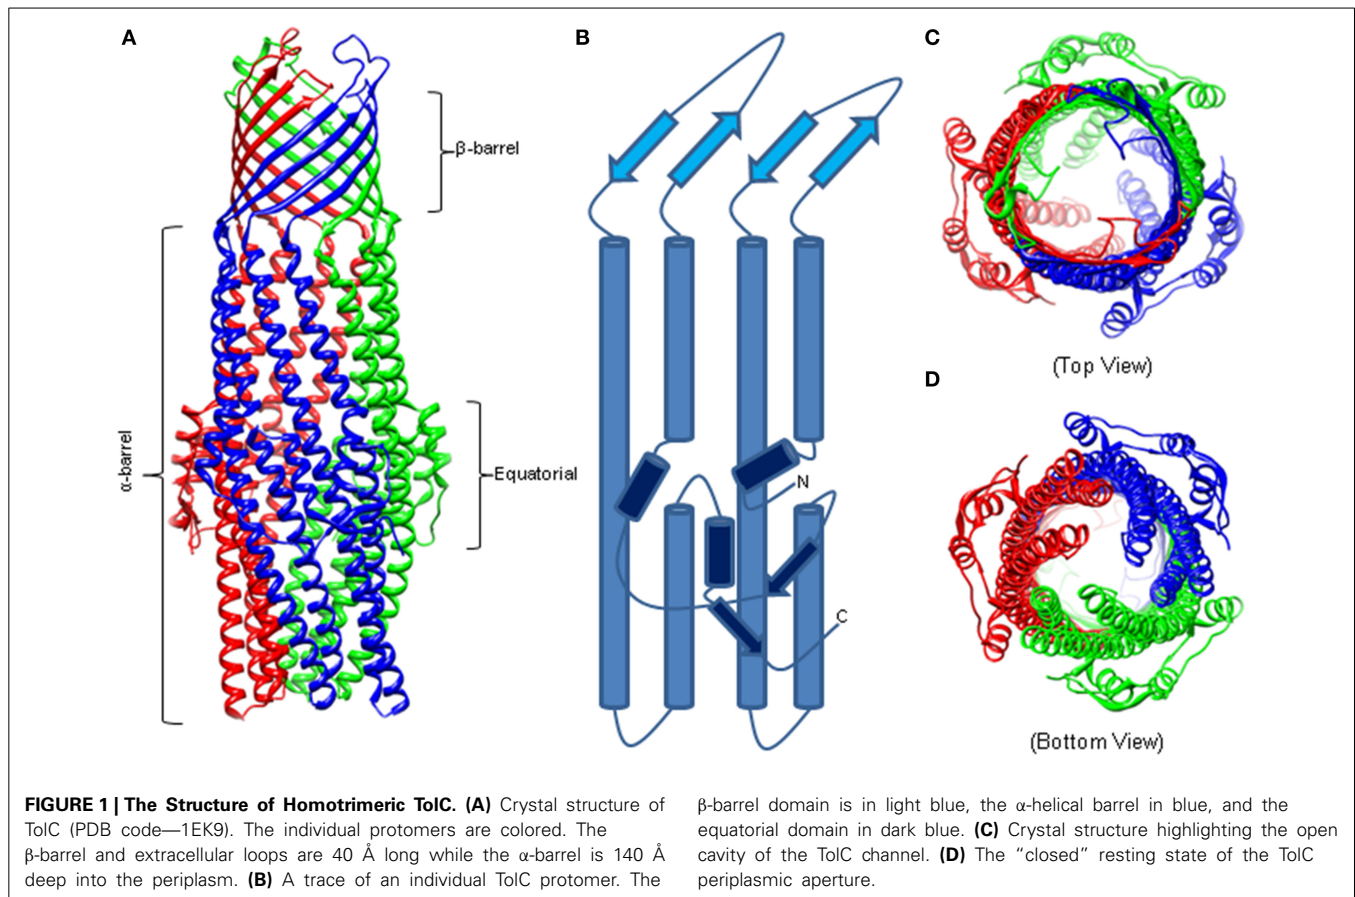 A
B
C
β-barrel
α-barrel
Equatorial
N
C
(Top View)
D
(Bottom View)
FIGURE 1 | The Structure of Homotrimeric TolC. (A) Crystal structure of
TolC (PDB code—1EK9). The individual protomers are colored. The
β-barrel and extracellular loops are 40 Å long while the α-barrel is 140 Å
deep into the periplasm. (B) A trace of an individual TolC protomer. The
β-barrel domain is in light blue, the α-helical barrel in blue, and the
equatorial domain in dark blue. (C) Crystal structure highlighting the open
cavity of the TolC channel. (D) The “closed” resting state of the TolC
periplasmic aperture.